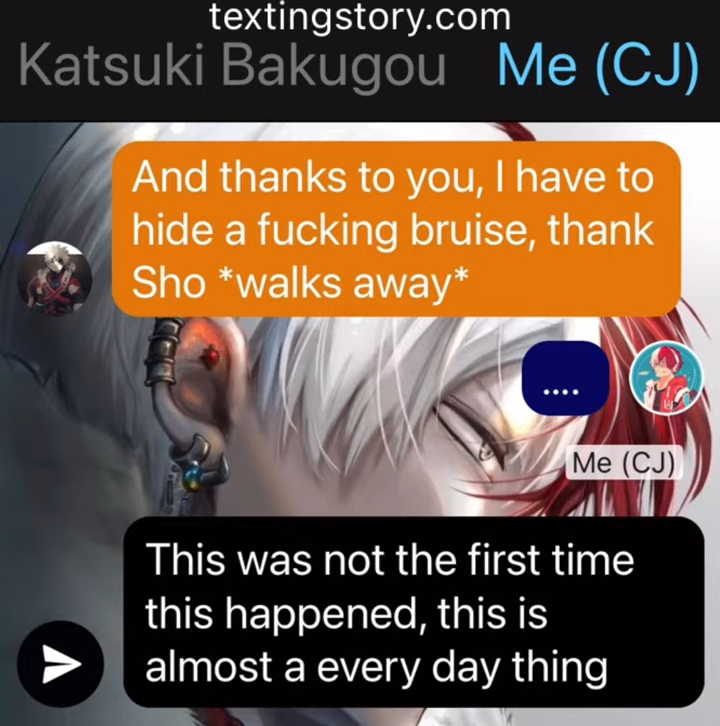 textingstory.com
Katsuki Bakugou Me (CJ)
And thanks to you, I have to
hide a fucking bruise, thank
Sho *walks away*
....
Me (CJ)
This was not the first time
this happened, this is
almost a every day thing